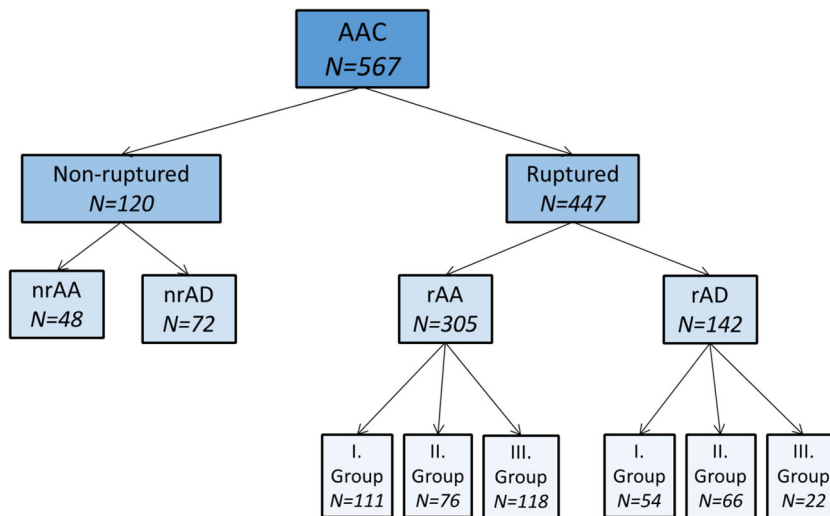 AAC
N=567
Non-ruptured
N=120
Ruptured
N=447
nrAA
N=48
nrAD
N=72
rAA
N=305
rAD
N=142
I.
Group
N=111
II.
Group
N=76
III.
Group
N=118
I.
Group
N=54
II.
Group
N=66
III.
Group
N=22